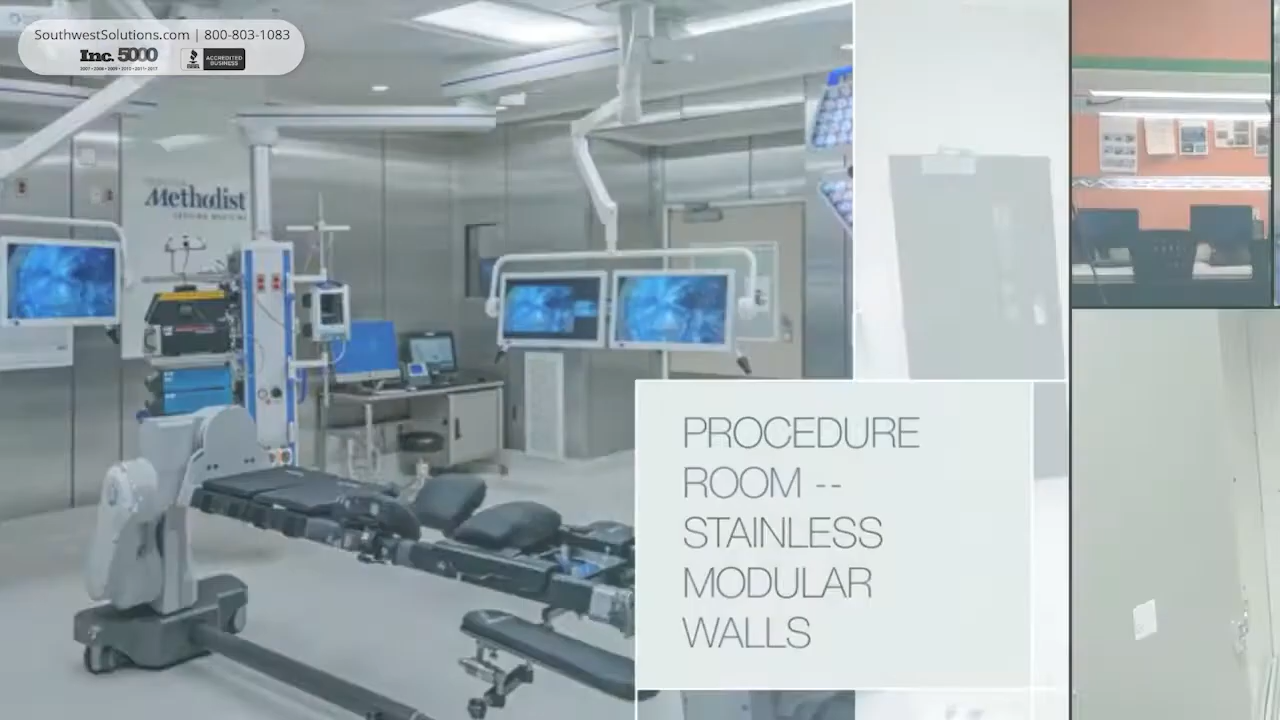 SouthwestSolutions.com | 800-803-1083
Inc. 5000
ACCREDITED
BUSINESS
Methodist
PROCEDURE
ROOM --
STAINLESS
MODULAR
WALLS